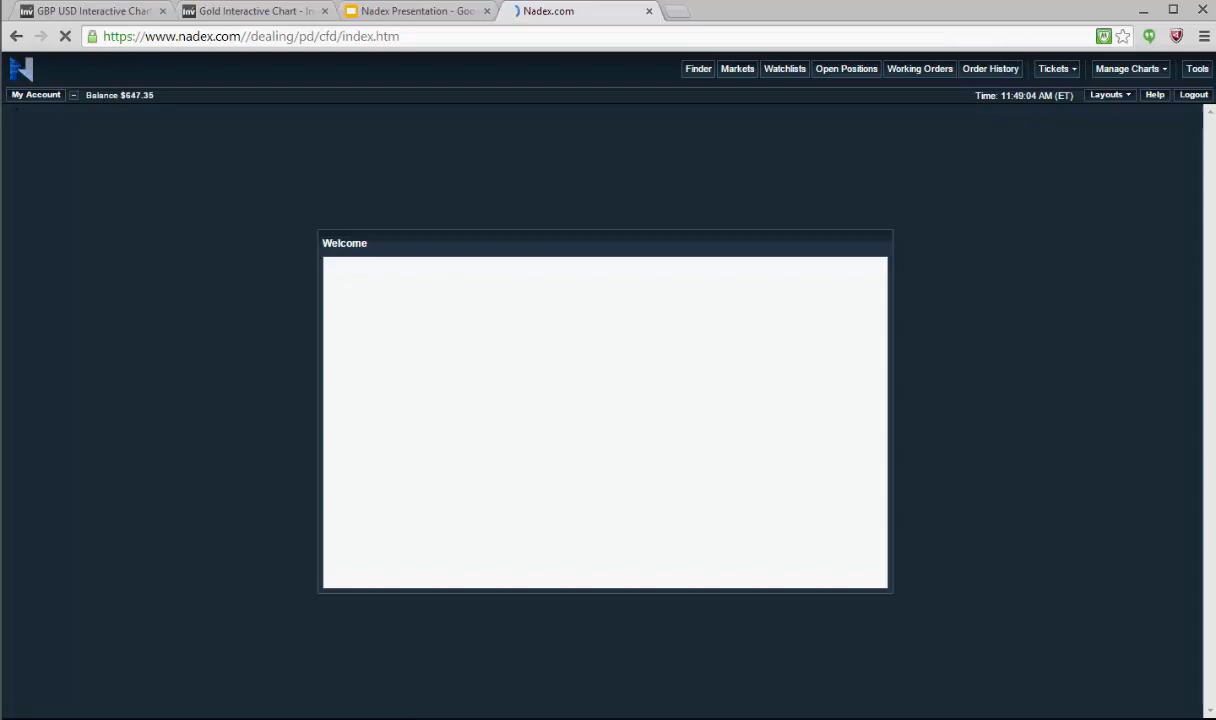 GBP USD Interactive Chart
Gold Interactive Chart - In
Nadex Presentation - Goo
Nadex.com
https://www.nadex.com//dealing/pd/cfd/index.htm
Finder Markets Watchlists Open Positions Working Orders Order History Tickets Manage Charts Tools
My Account Balance $647.35 Time: 11:49:04 AM (ET) Layouts Help Logout
Welcome